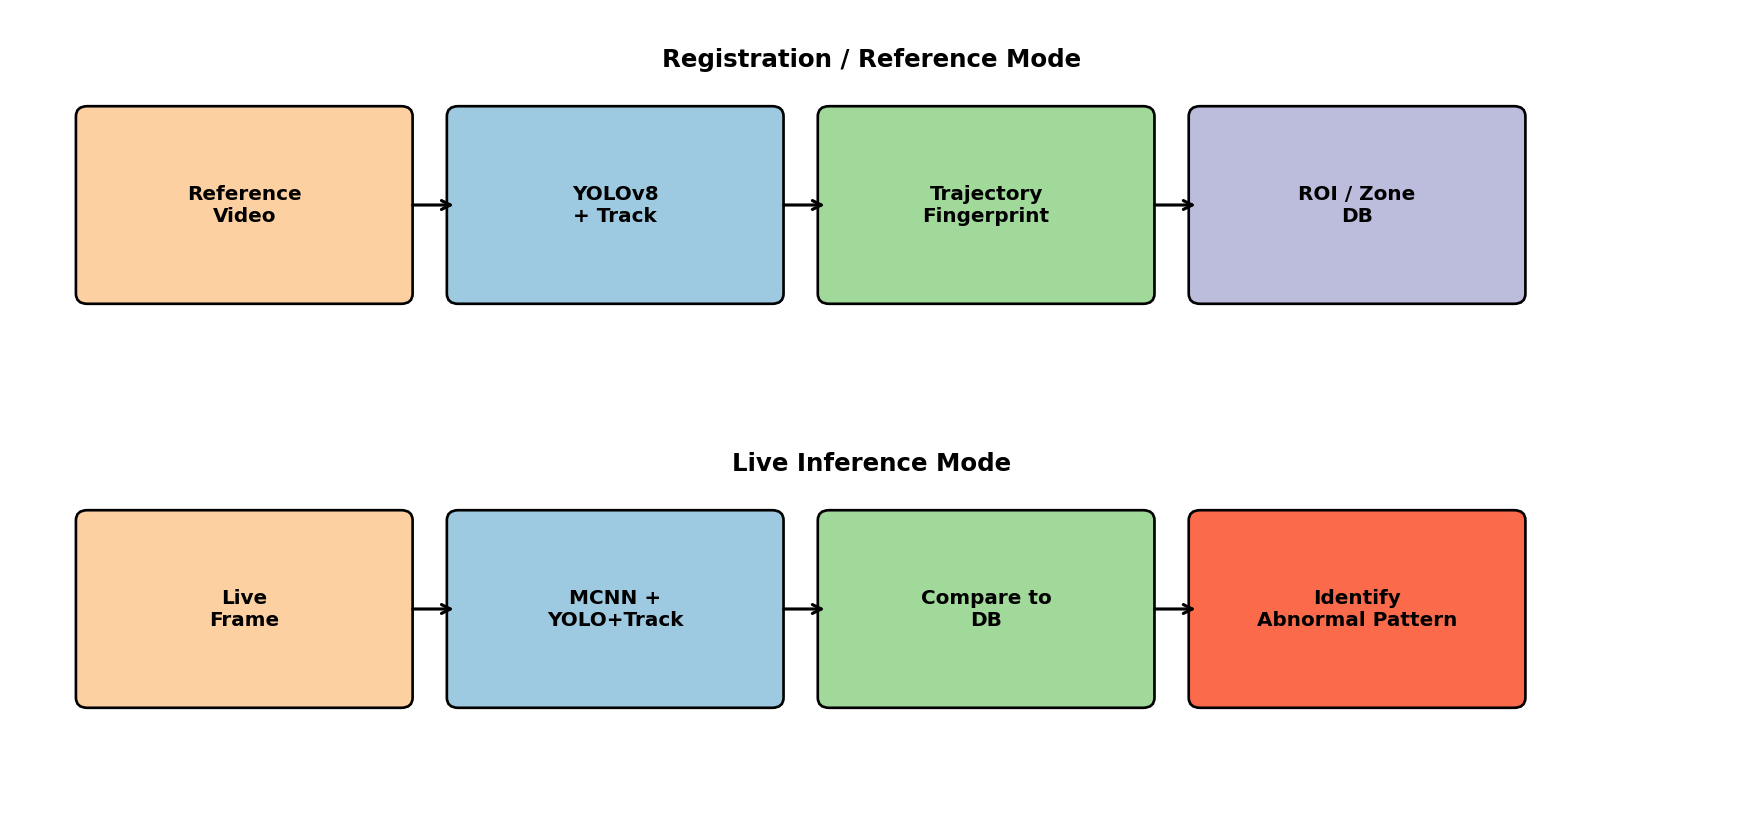 Registration / Reference Mode
Reference
Video
YOLOv8
+ Track
Trajectory
Fingerprint
ROI / Zone
DB
Live Inference Mode
Live
Frame
MCNN +
YOLO+Track
Compare to
DB
Identify
Abnormal Pattern